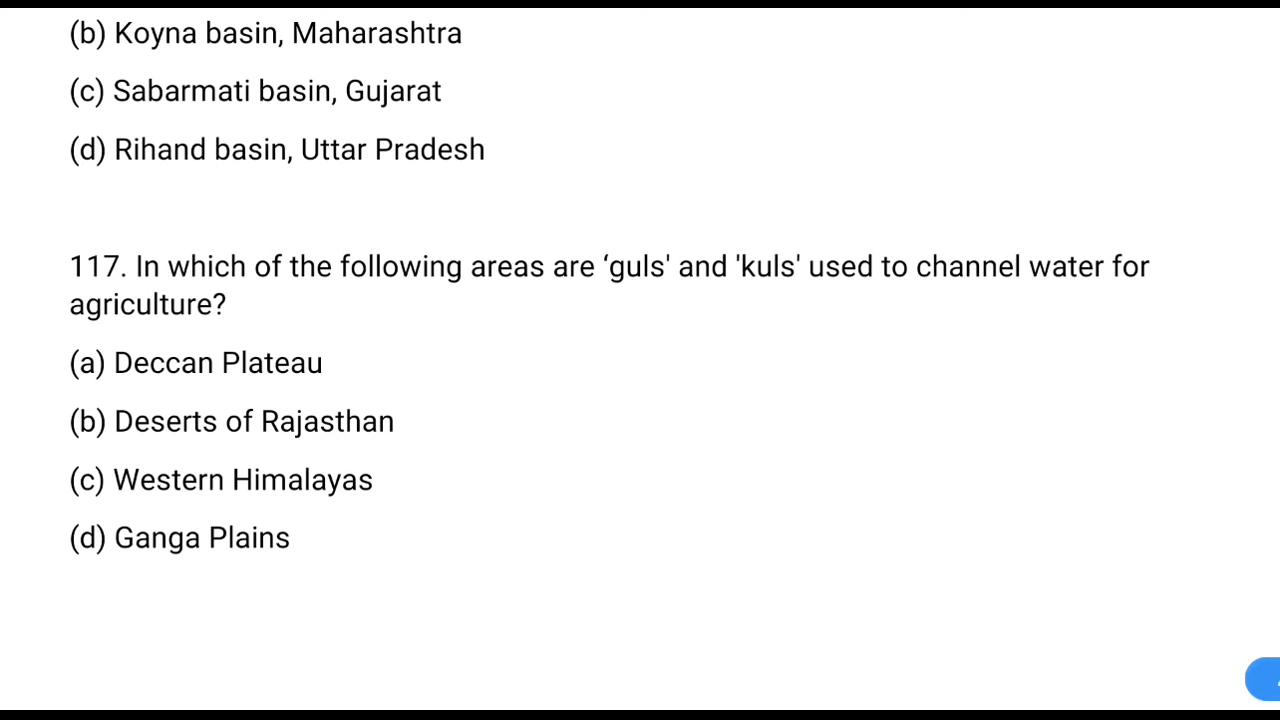 (b) Koyna basin, Maharashtra
(c) Sabarmati basin, Gujarat
(d) Rihand basin, Uttar Pradesh
117. In which of the following areas are ‘guls' and 'kuls' used to channel water for
agriculture?
(a) Deccan Plateau
(b) Deserts of Rajasthan
(c) Western Himalayas
(d) Ganga Plains